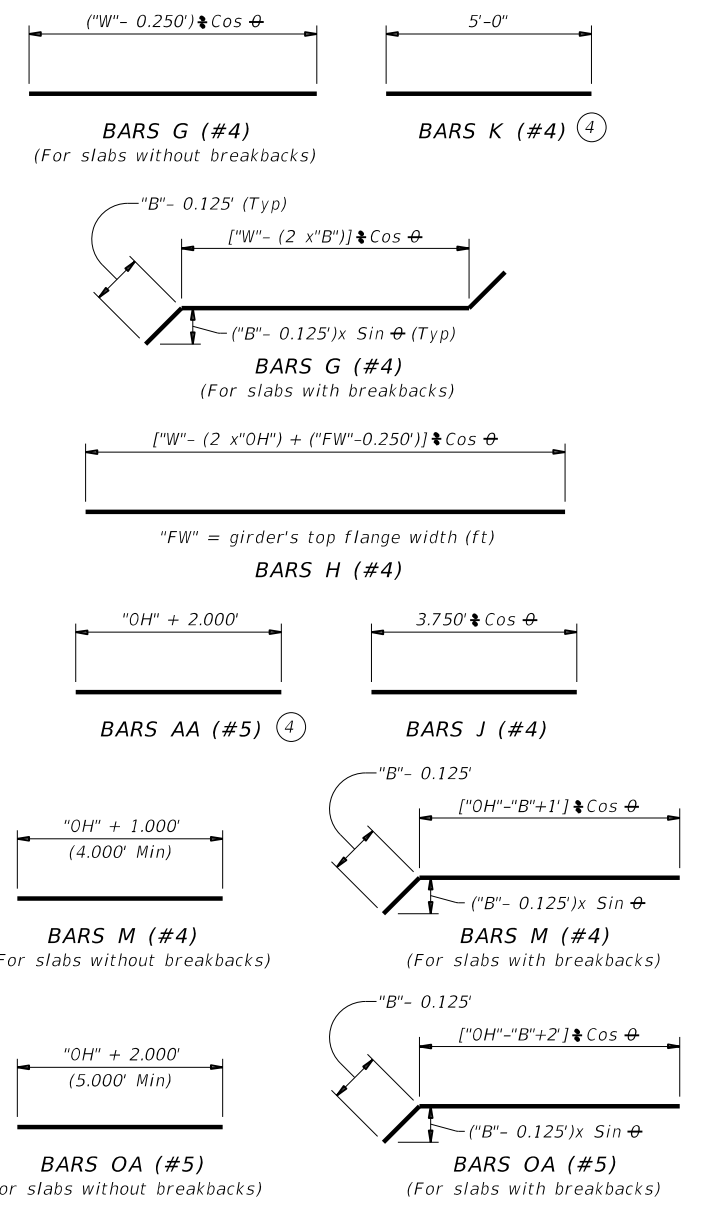 ("W"- 0.250') ÷ Cos θ
5'-0"
BARS G (#4)
(For slabs without breakbacks)
BARS K (#4) 4
"B"- 0.125' (Typ)
["W"- (2 x"B")] ÷ Cos θ
("B"- 0.125')x Sin θ (Typ)
BARS G (#4)
(For slabs with breakbacks)
["W"- (2 x"OH") + ("FW"-0.250')] ÷ Cos θ
"FW" = girder's top flange width (ft)
BARS H (#4)
"OH" + 2.000'
3.750' ÷ Cos θ
BARS AA (#5) 4
BARS J (#4)
"OH" + 1.000'
(4.000' Min)
BARS M (#4)
For slabs without breakbacks)
"B"- 0.125'
["OH"-"B"+1'] ÷ Cos θ
("B"- 0.125')x Sin θ
BARS M (#4)
(For slabs with breakbacks)
"OH" + 2.000'
(5.000' Min)
BARS OA (#5)
or slabs without breakbacks)
"B"- 0.125'
["OH"-"B"+2'] ÷ Cos θ
("B"- 0.125')x Sin θ
BARS OA (#5)
(For slabs with breakbacks)